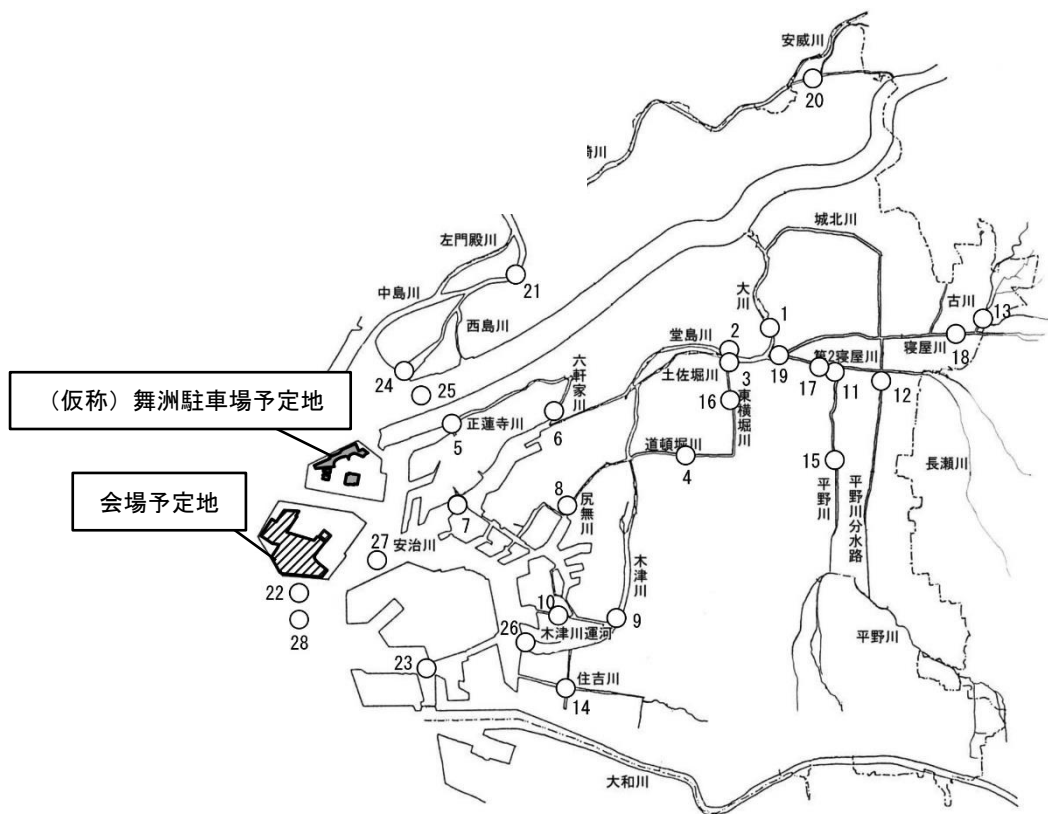 安威川
20
崎川
城北川
左門殿川
大川
中島川
21
西島川
古川
13
1
堂島川
2
六軒家川
寝屋川
18
第2寝屋川
19
土佐堀川
3
17
11
12
24
25
（仮称）舞洲駐車場予定地
16
東横堀川
正蓮寺川
5
6
道頓堀川
4
長瀬川
15
会場予定地
8
尻無川
平野川
平野川分水路
7
27
安治川
木津川
22
10
9
28
26
木津川運河
平野川
23
住吉川
14
大和川